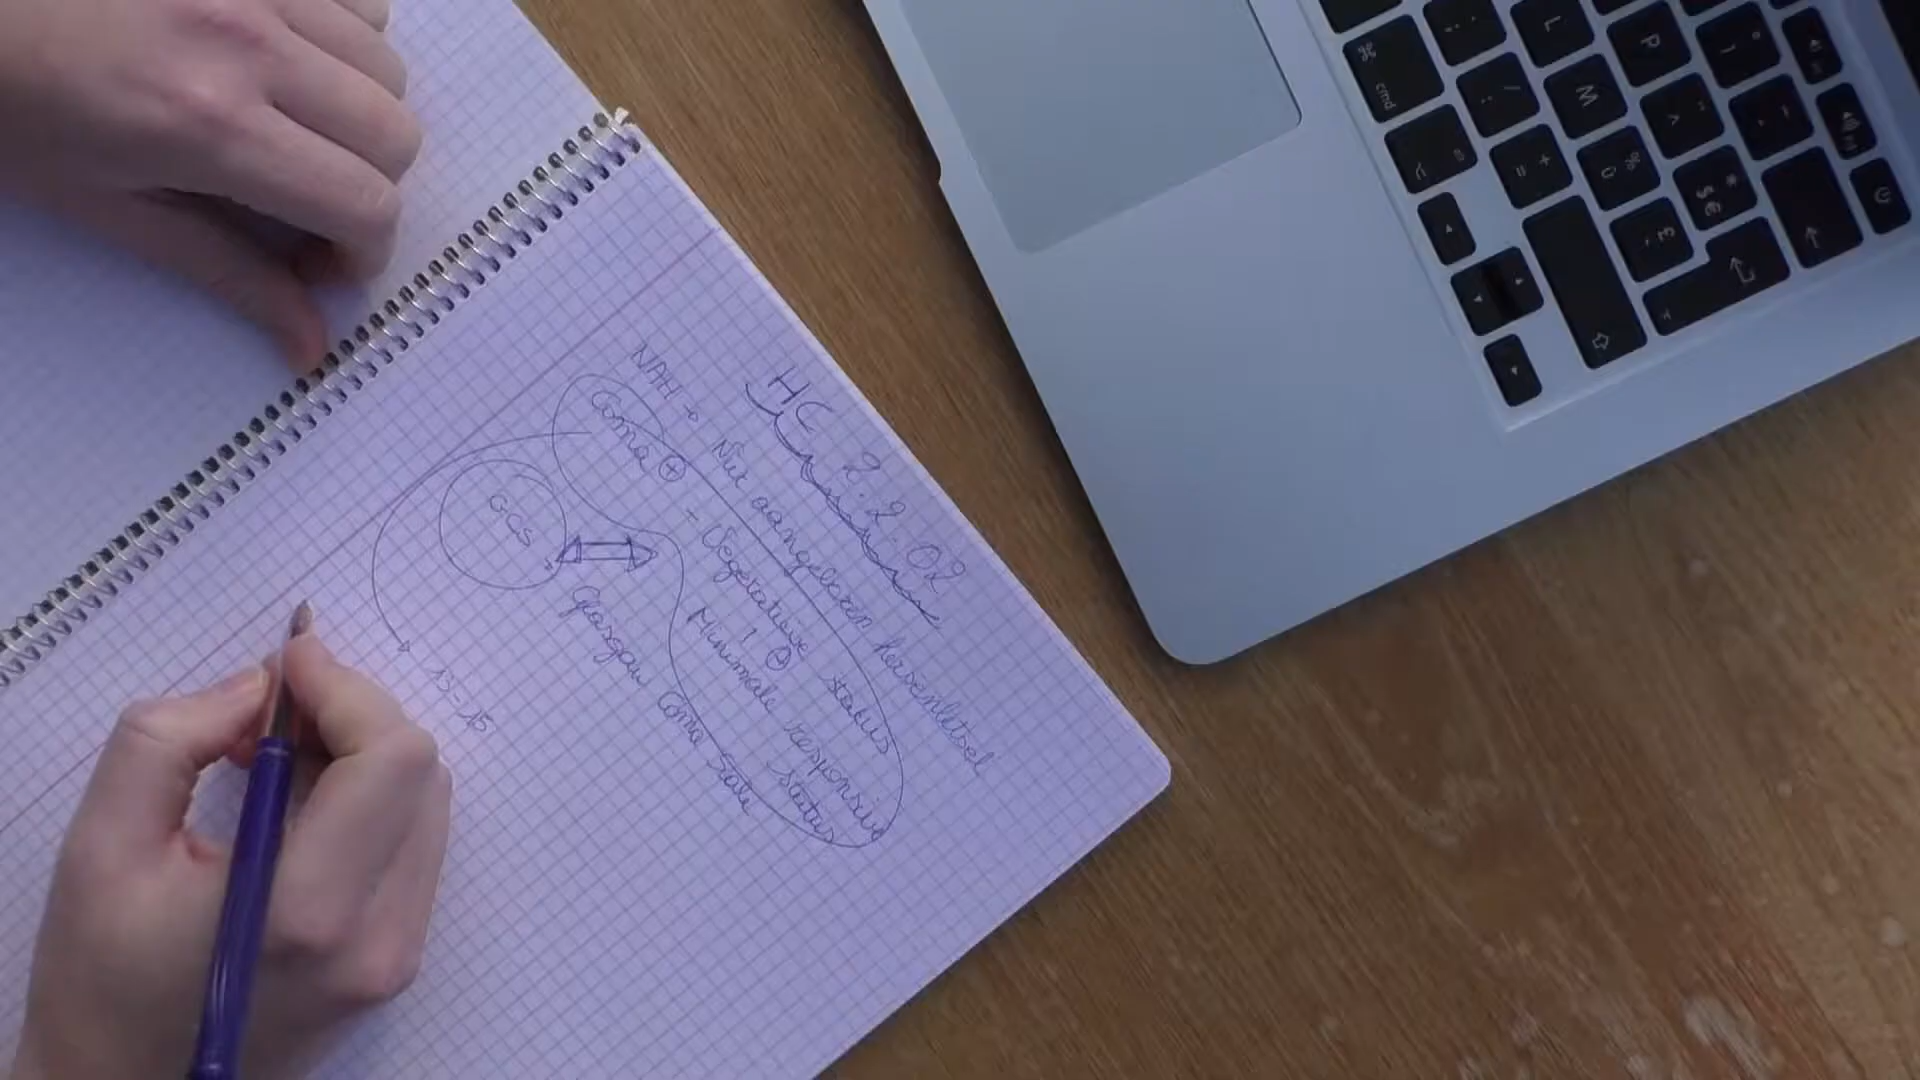 HC 2.2-02
NAH → Niet aangeboren hersenletsel
Coma + - Vegetatieve status
Minimale responsive
status
GCS = Glasgow Coma Scale
→ 13-15
cmd
L
P
M